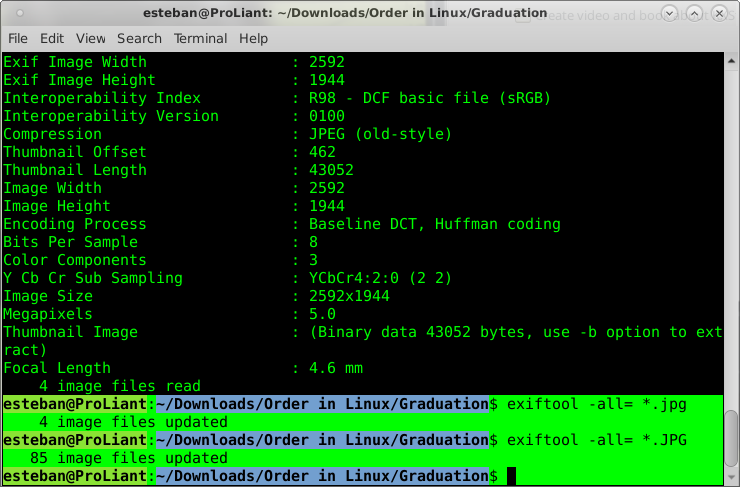 esteban@ProLiant: ~/Downloads/Order in Linux/Graduation
File Edit View Search Terminal Help
Exif Image Width : 2592
Exif Image Height : 1944
Interoperability Index : R98 - DCF basic file (sRGB)
Interoperability Version : 0100
Compression : JPEG (old-style)
Thumbnail Offset : 462
Thumbnail Length : 43052
Image Width : 2592
Image Height : 1944
Encoding Process : Baseline DCT, Huffman coding
Bits Per Sample : 8
Color Components : 3
Y Cb Cr Sub Sampling : YCbCr4:2:0 (2 2)
Image Size : 2592x1944
Megapixels : 5.0
Thumbnail Image : (Binary data 43052 bytes, use -b option to ext
ract)
Focal Length : 4.6 mm
4 image files read
esteban@ProLiant:~/Downloads/Order in Linux/Graduation$ exiftool -all= *.jpg
4 image files updated
esteban@ProLiant:~/Downloads/Order in Linux/Graduation$ exiftool -all= *.JPG
85 image files updated
esteban@ProLiant:~/Downloads/Order in Linux/Graduation$